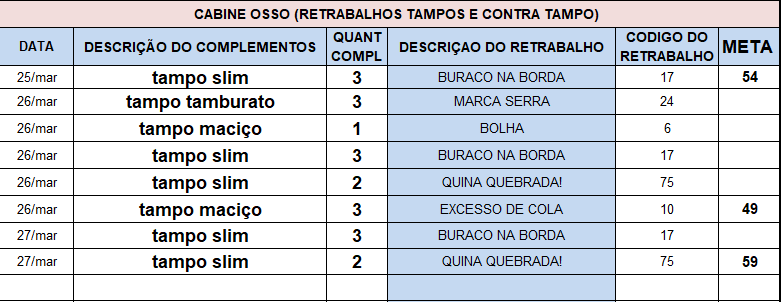 CABINE OSSO (RETRABALHOS TAMPOS E CONTRA TAMPO)
DATA DESCRIÇÃO DO COMPLEMENTOS QUANT COMPL DESCRIÇAO DO RETRABALHO CODIGO DO RETRABALHO META
25/mar tampo slim 3 BURACO NA BORDA 17 54
26/mar tampo tamburato 3 MARCA SERRA 24
26/mar tampo maciço 1 BOLHA 6
26/mar tampo slim 3 BURACO NA BORDA 17
26/mar tampo slim 2 QUINA QUEBRADA! 75
26/mar tampo maciço 3 EXCESSO DE COLA 10 49
27/mar tampo slim 3 BURACO NA BORDA 17
27/mar tampo slim 2 QUINA QUEBRADA! 75 59